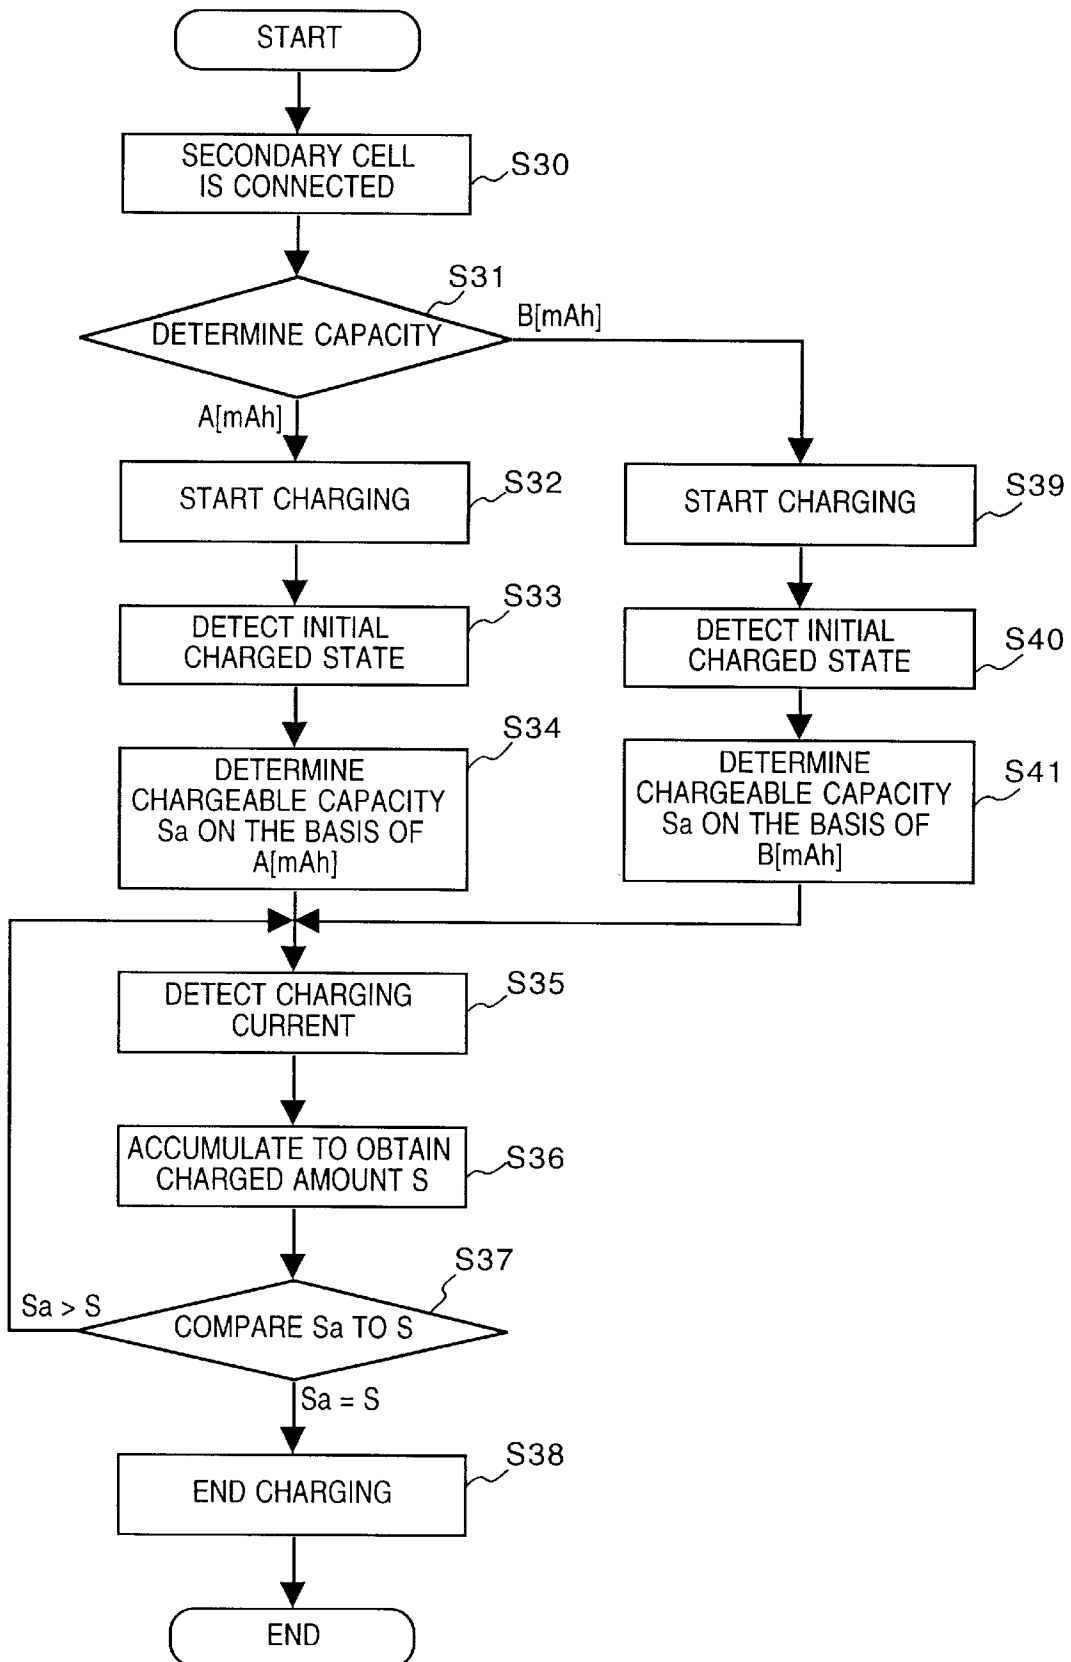 START
SECONDARY CELL
IS CONNECTED
S30
S31
DETERMINE CAPACITY
B[mAh]
A[mAh]
START CHARGING
S32
START CHARGING
S39
DETECT INITIAL
CHARGED STATE
S33
DETECT INITIAL
CHARGED STATE
S40
DETERMINE
CHARGEABLE CAPACITY
Sa ON THE BASIS OF
A[mAh]
S34
DETERMINE
CHARGEABLE CAPACITY
Sa ON THE BASIS OF
B[mAh]
S41
DETECT CHARGING
CURRENT
S35
ACCUMULATE TO OBTAIN
CHARGED AMOUNT S
S36
S37
Sa > S
COMPARE Sa TO S
Sa = S
END CHARGING
S38
END